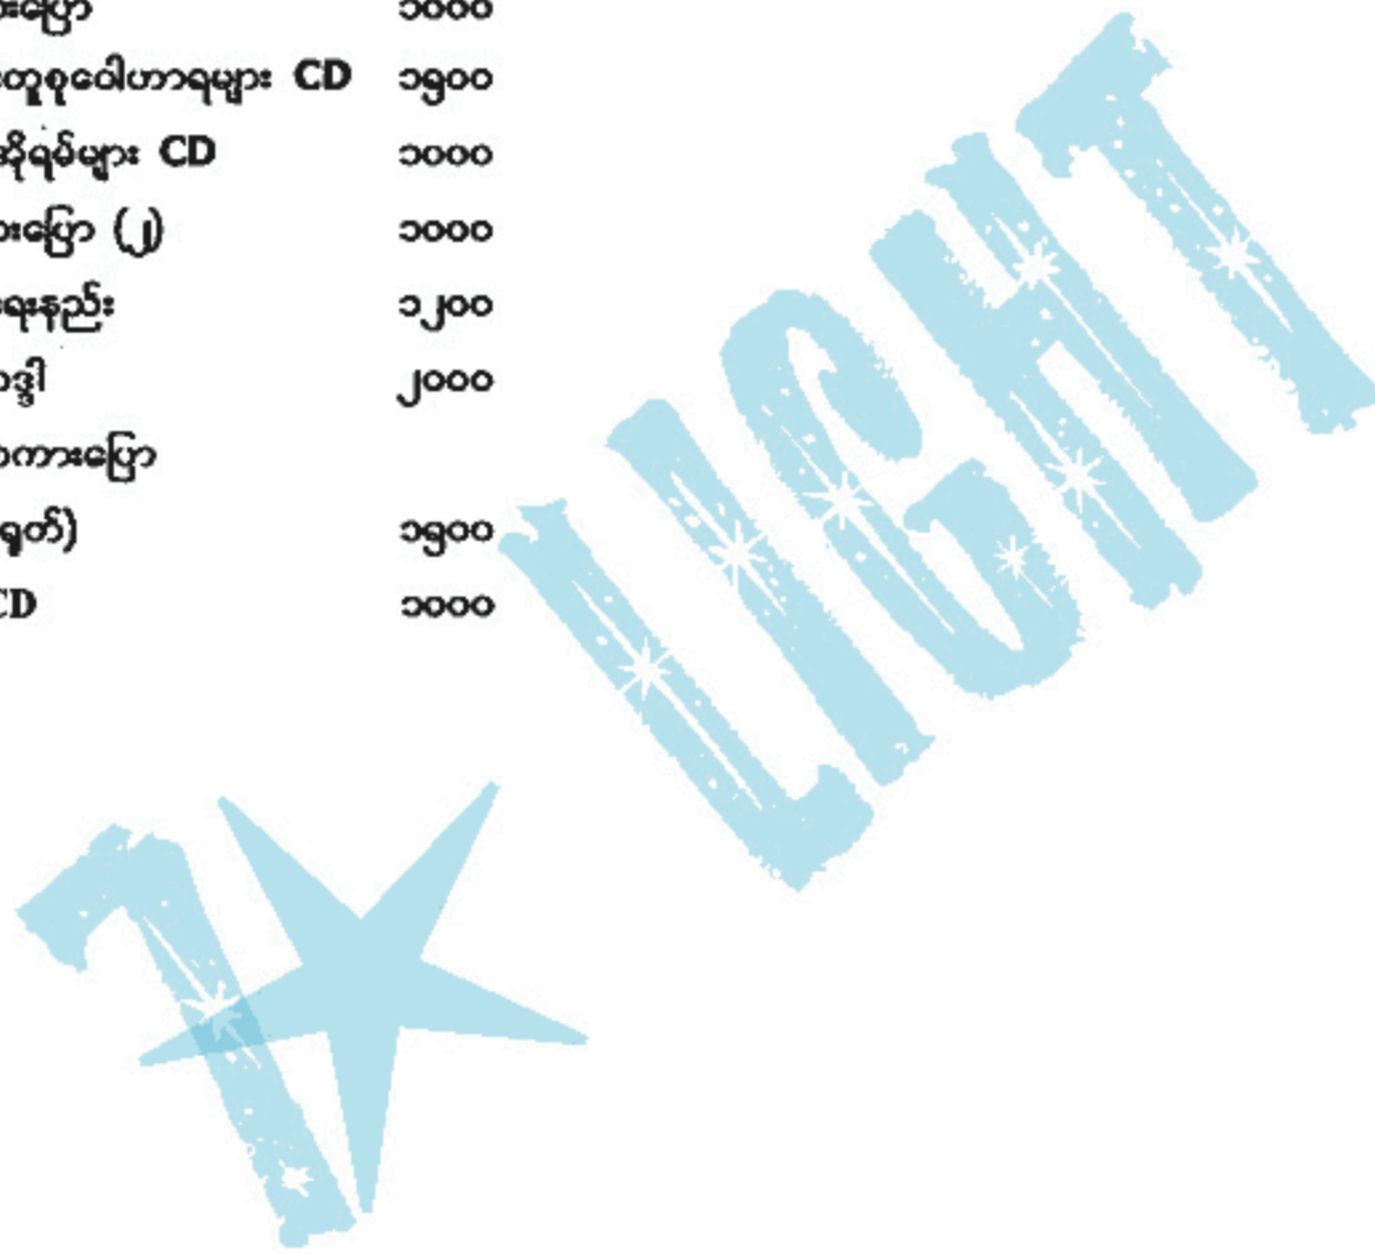 းပြော ၁၀၀၀
းတူစုဝေါဟာရများ CD ၁၅၀၀
အိုရမ်များ CD ၁၀၀၀
ားပြော (၂) ၁၀၀၀
ရေးနည်း ၁၂၀၀
ဒ္ဒါ ၂၀၀၀
ကားပြော
ရုတ်) ၁၅၀၀
CD ၁၀၀၀
LIGHT
1